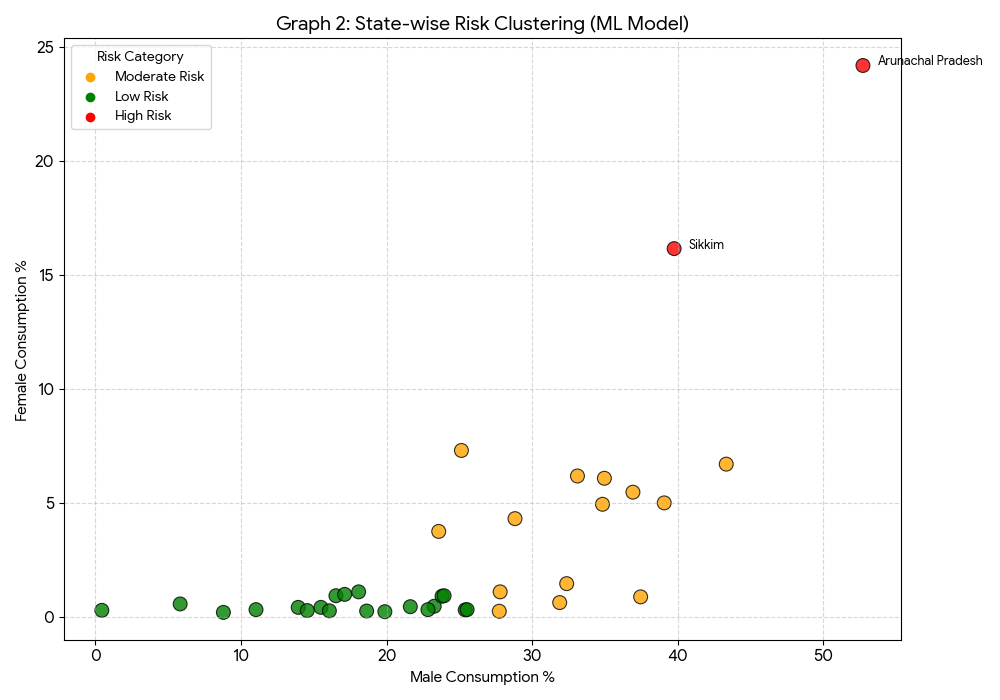 Graph 2: State-wise Risk Clustering (ML Model)
Risk Category
Moderate Risk
Low Risk
High Risk
Arunachal Pradesh
Sikkim
25
20
15
10
5
0
Female Consumption %
0 10 20 30 40 50
Male Consumption %